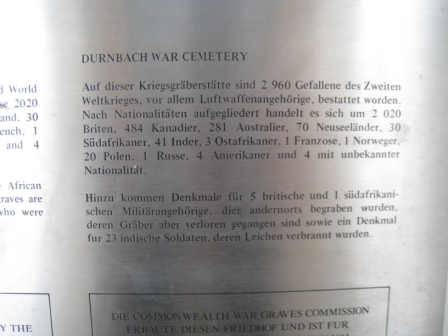 DURNBACH WAR CEMETERY
d World
se 2020
and, 30
ench, 1
and 4
Auf dieser Kriegsgräberstätte sind 2 960 Gefallene des Zweiten
Weltkrieges, vor allem Luftwaffenangehörige, bestattet worden.
Nach Nationalitäten aufgegliedert handelt es sich um 2 020
Briten, 484 Kanadier, 281 Australier, 70 Neuseeländer, 30
Südafrikaner, 41 Inder, 3 Ostafrikaner, 1 Franzose, 1 Norweger,
20 Polen, 1 Russe, 4 Amerikaner und 4 mit unbekannter
Nationalität.
African
raves are
who were
Hinzu kommen Denkmale für 5 britische und 1 südafrikani-
schen Militärangehörige, die andernorts begraben wurden,
deren Gräber aber verloren gegangen sind sowie ein Denkmal
fur 23 indische Soldaten, deren Leichen verbrannt wurden.
Y THE
DIE COMMONWEALTH WAR GRAVES COMMISSION
ERBAUTE DIESEN FRIEDHOF UND IST FUR